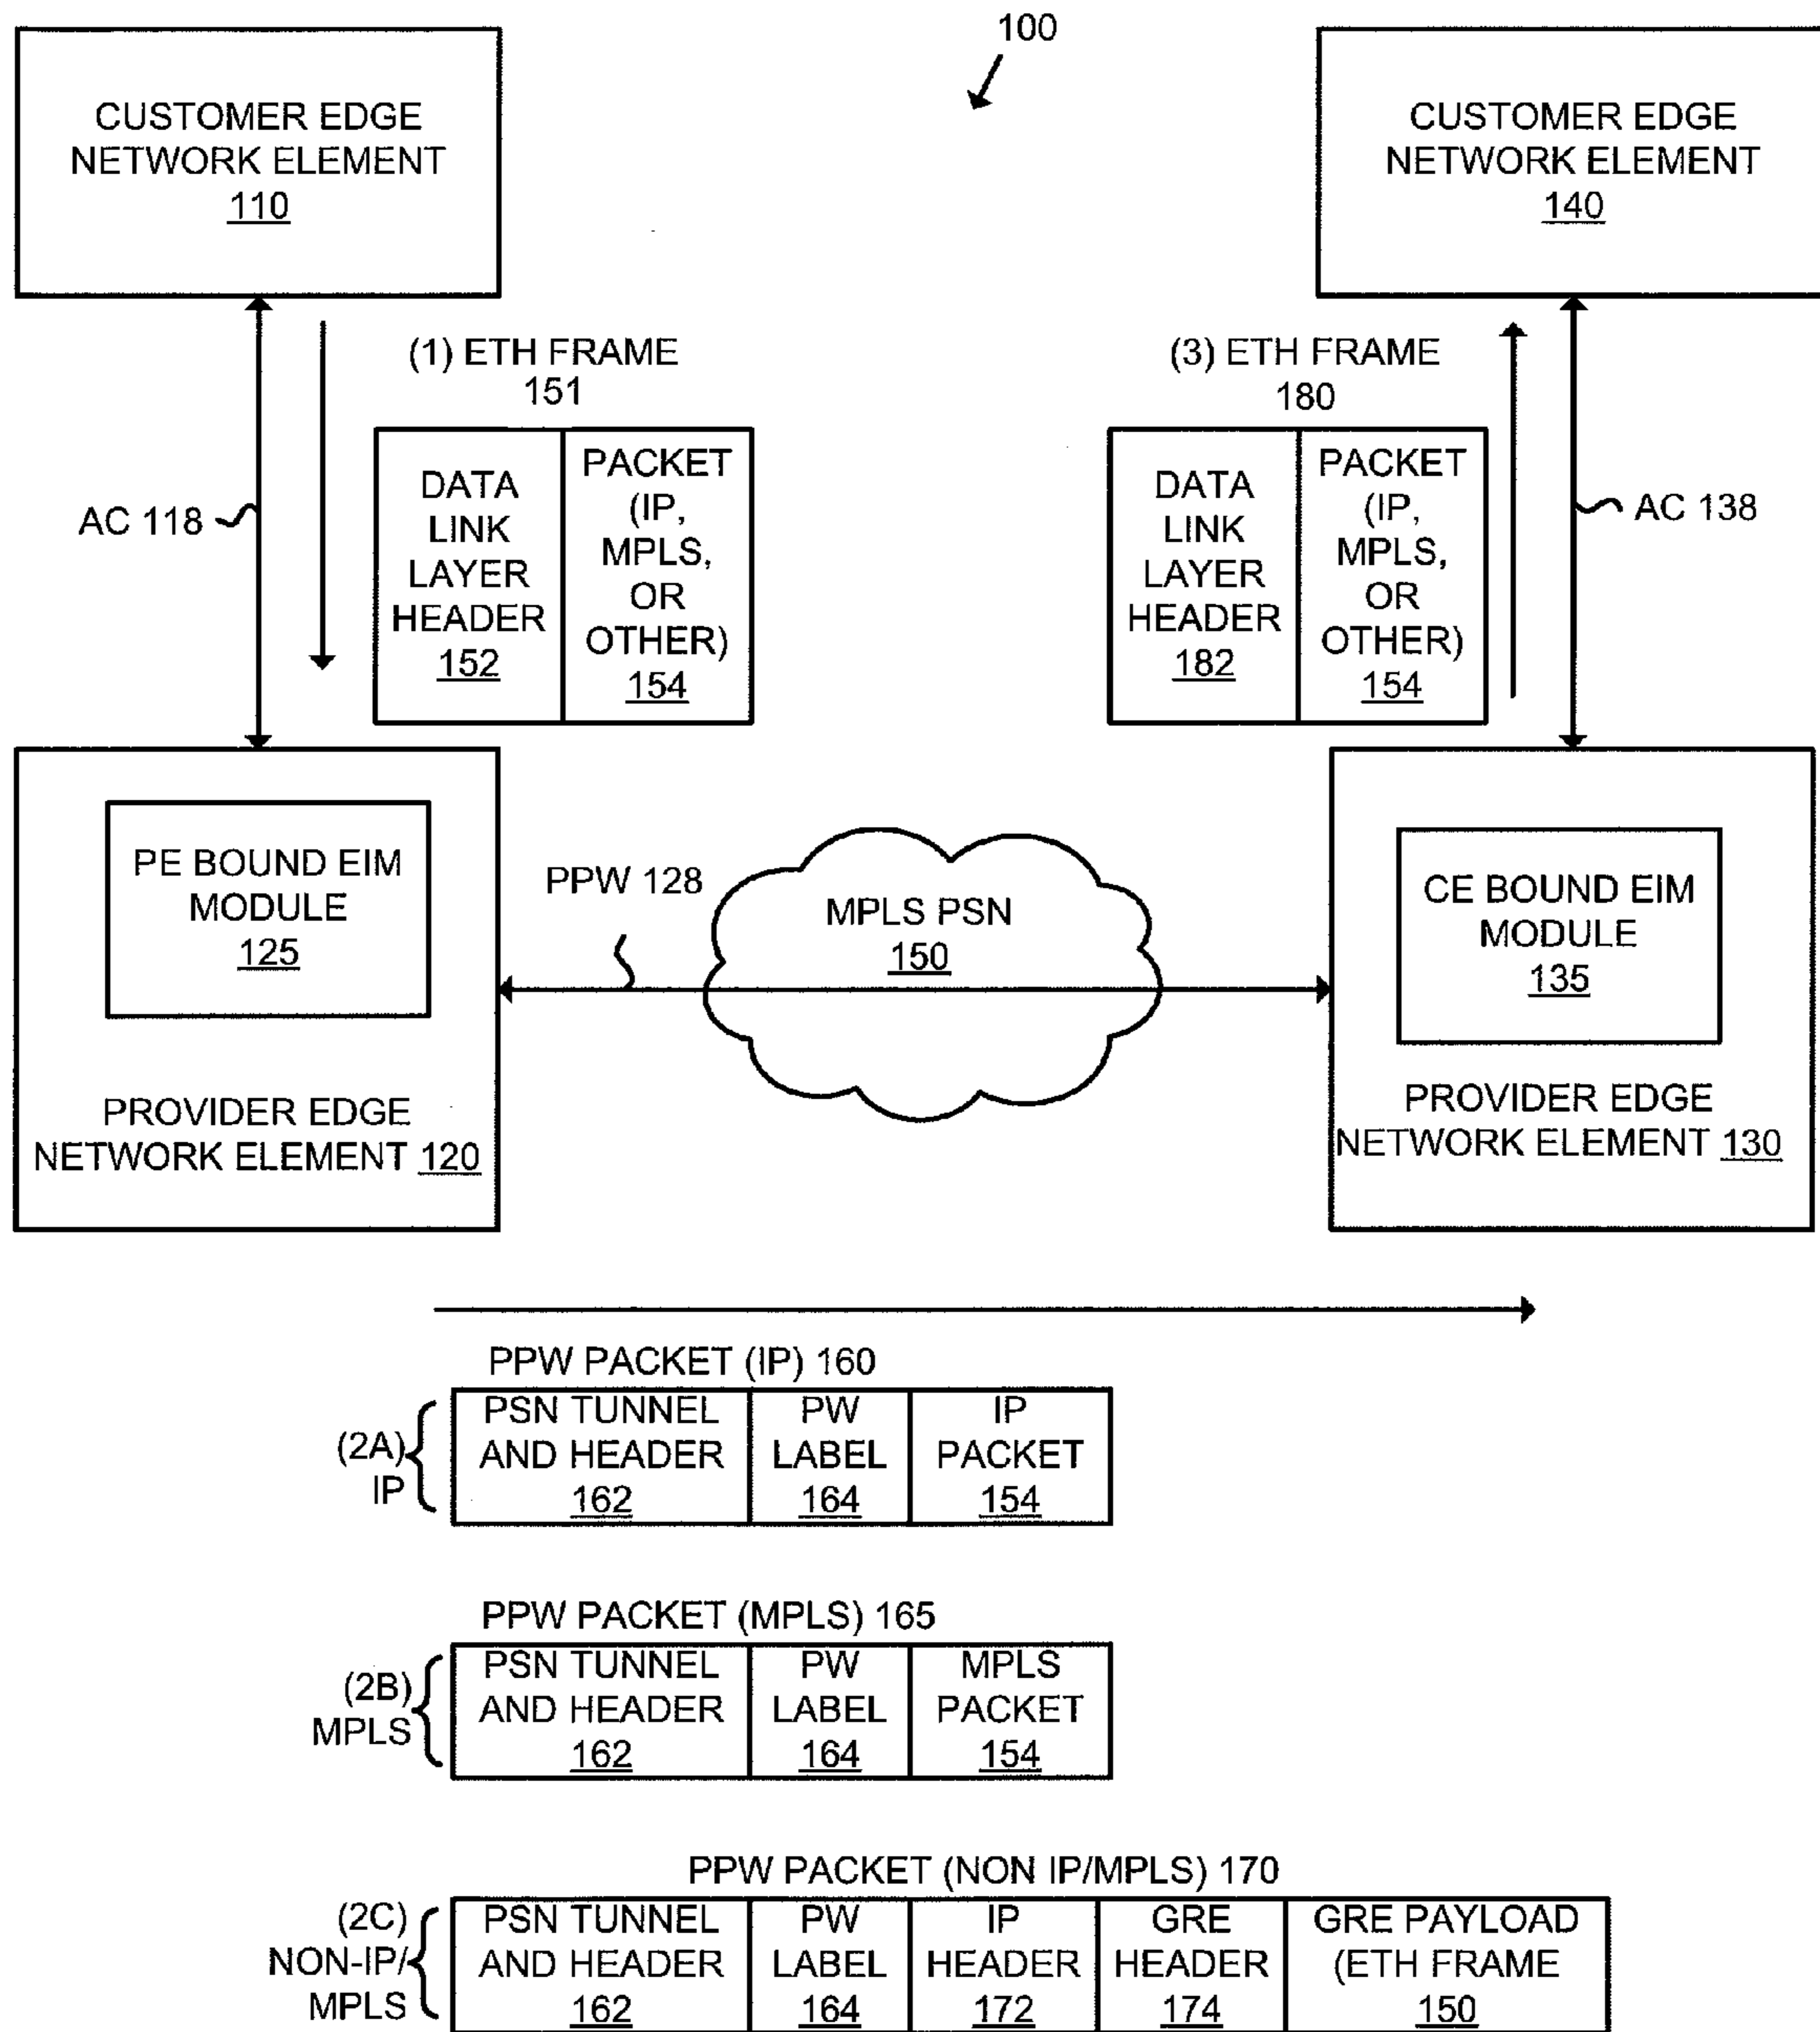 100
CUSTOMER EDGE
NETWORK ELEMENT
110
CUSTOMER EDGE
NETWORK ELEMENT
140
(1) ETH FRAME
151
(3) ETH FRAME
180
AC 118
DATA
LINK
LAYER
HEADER
152
PACKET
(IP,
MPLS,
OR
OTHER)
154
DATA
LINK
LAYER
HEADER
182
PACKET
(IP,
MPLS,
OR
OTHER)
154
AC 138
PE BOUND EIM
MODULE
125
PROVIDER EDGE
NETWORK ELEMENT 120
PPW 128
MPLS PSN
150
CE BOUND EIM
MODULE
135
PROVIDER EDGE
NETWORK ELEMENT 130
PPW PACKET (IP) 160
(2A)
IP
PSN TUNNEL
AND HEADER
162
PW
LABEL
164
IP
PACKET
154
PPW PACKET (MPLS) 165
(2B)
MPLS
PSN TUNNEL
AND HEADER
162
PW
LABEL
164
MPLS
PACKET
154
PPW PACKET (NON IP/MPLS) 170
(2C)
NON-IP/
MPLS
PSN TUNNEL
AND HEADER
162
PW
LABEL
164
IP
HEADER
172
GRE
HEADER
174
GRE PAYLOAD
(ETH FRAME
150